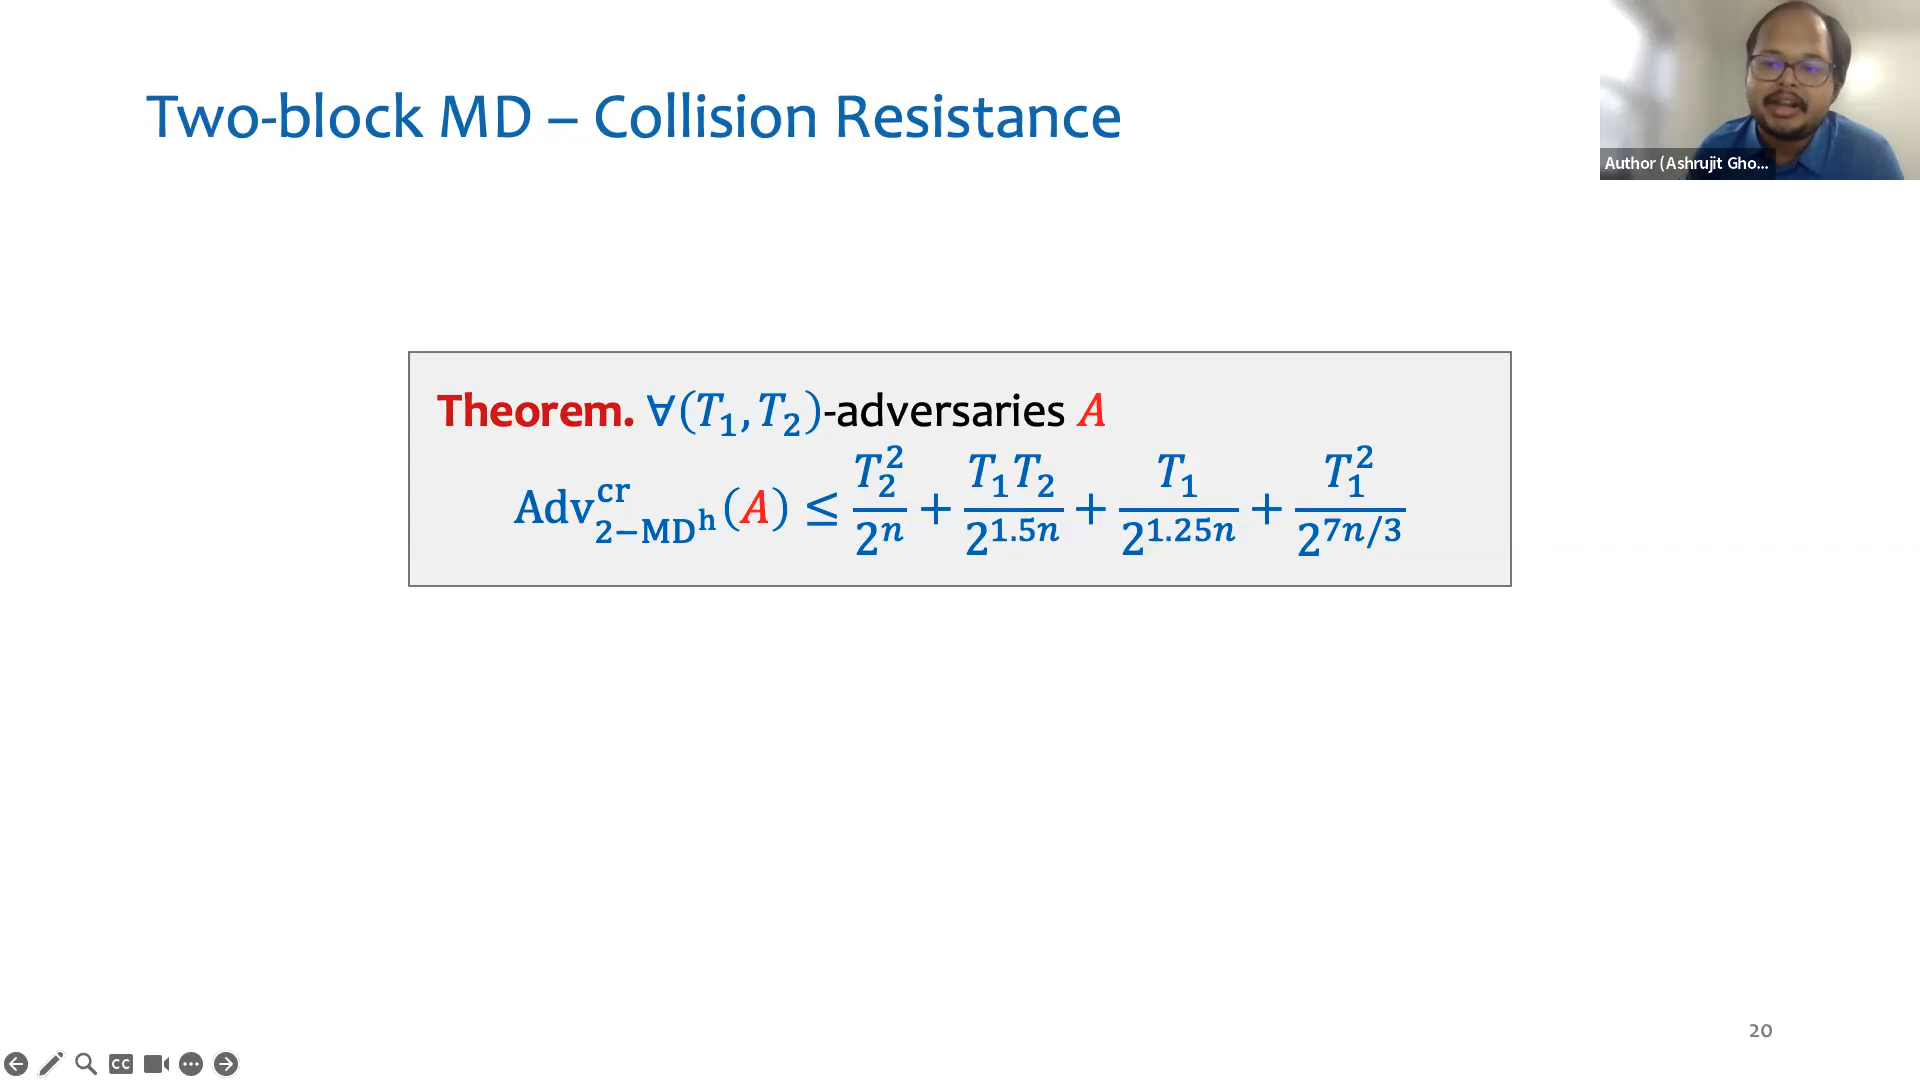 Two-block MD – Collision Resistance
Author (Ashrujit Gho...
Theorem. ∀(T₁, T₂)-adversaries A
Adv^cr_{2−MD^h}(A) ≤ T₂²/2^n + T₁T₂/2^{1.5n} + T₁/2^{1.25n} + T₁²/2^{7n/3}
20
CC